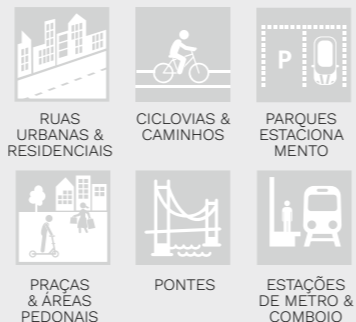 P
RUAS
URBANAS &
RESIDENCIAIS
CICLOVIAS &
CAMINHOS
PARQUES
ESTACIONA
MENTO
PRAÇAS
& ÁREAS
PEDONAIS
PONTES
ESTAÇÕES
DE METRO &
COMBOIO